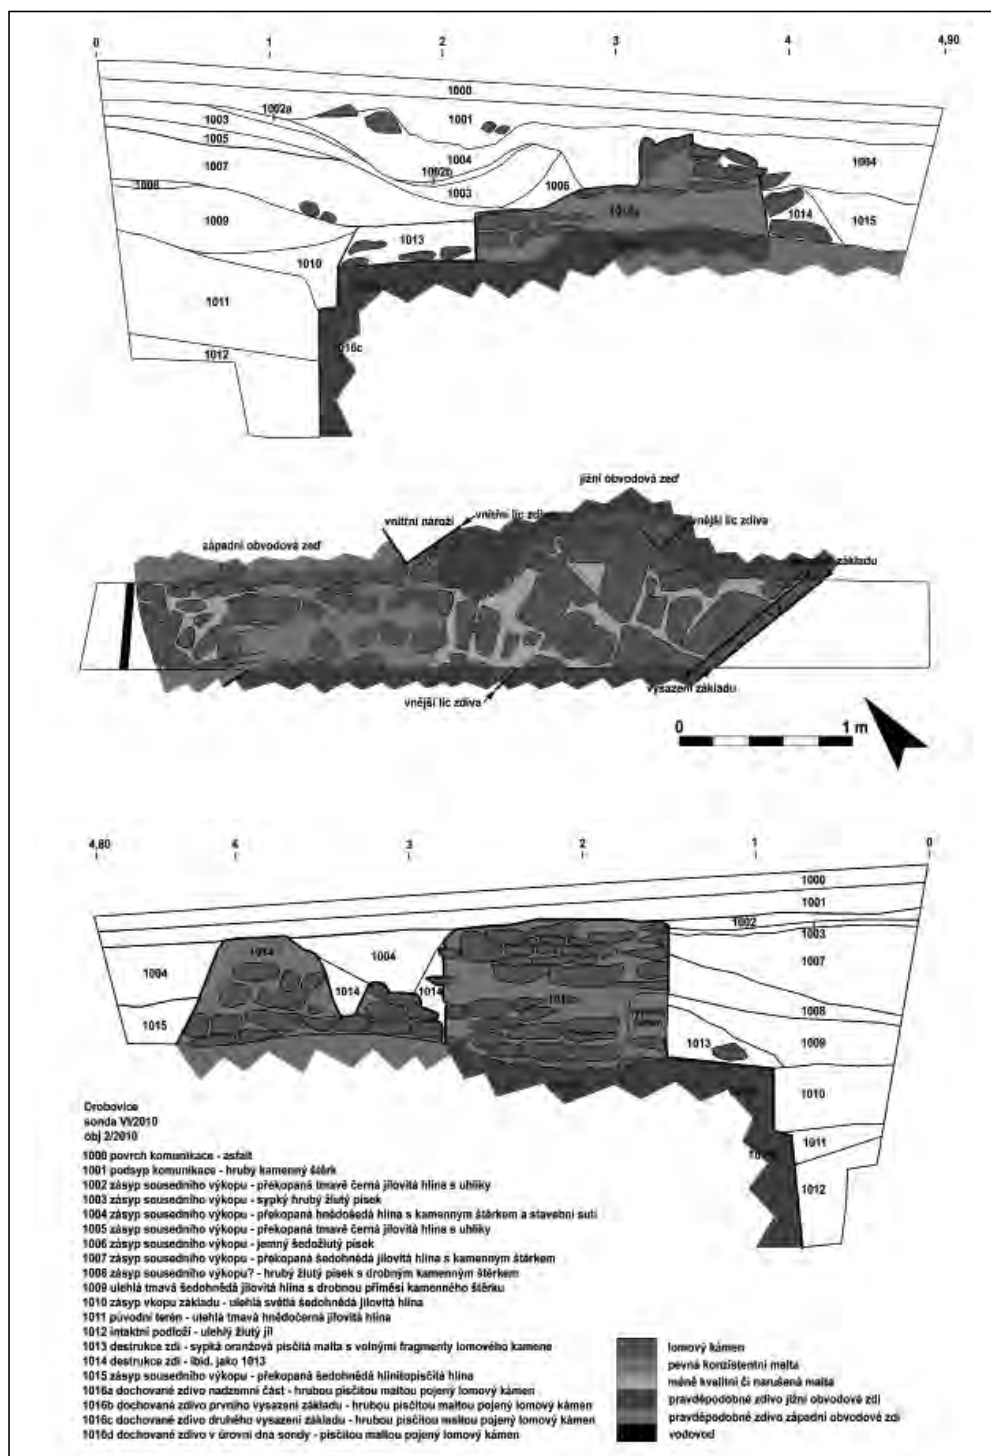 0 1 2 3 4 4,90
1000
1002a
1003
1001
1005
1004
1004
1007
1002b
1008
1003
1006
1009
1014
1015
1013
1010
1011
1012
1016c
jižní obvodová zeď
vnitřní nároží
vnitřní líc zdiva
vnější líc zdiva
západní obvodová zeď
základu
vysazení základu
vnější líc zdiva
0 1 m
4,80 4 3 2 1 0
1000
1001
1002
1003
1014
1004
1004
1007
1014
1014
1008
1015
1013
1009
1010
1011
1012
Drobovice
sonda VI/2010
obj 2/2010
1000 povrch komunikace - asfalt
1001 podsyp komunikace - hrubý kamenný štěrk
1002 zásyp sousedního výkopu - překopaná tmavě černá jílovitá hlína s uhlíky
1003 zásyp sousedního výkopu - sypký hrubý žlutý písek
1004 zásyp sousedního výkopu - překopaná hnědošedá hlína s kamenným štěrkem a stavební sutí
1005 zásyp sousedního výkopu - překopaná tmavě černá jílovitá hlína s uhlíky
1006 zásyp sousedního výkopu - jemný šedožlutý písek
1007 zásyp sousedního výkopu - překopaná šedohnědá jílovitá hlína s kamenným štěrkem
1008 zásyp sousedního výkopu? - hrubý žlutý písek s drobným kamenným štěrkem
1009 ulehlá tmavá šedohnědá jílovitá hlína s drobnou příměsí kamenného štěrku
1010 zásyp vkopu základu - ulehlá světlá šedohnědá jílovitá hlína
1011 původní terén - ulehlá tmavá hnědočerná jílovitá hlína
1012 intaktní podloží - ulehlý žlutý jíl
1013 destrukce zdi - sypká oranžová písčitá malta s volnými fragmenty lomového kamene
1014 destrukce zdi - ibid. jako 1013
1015 zásyp sousedního výkopu - překopaná šedohnědá hlinitopísčitá hlína
1016a dochované zdivo nadzemní část - hrubou písčitou maltou pojený lomový kámen
1016b dochované zdivo prvního vysazení základu - hrubou písčitou maltou pojený lomový kámen
1016c dochované zdivo druhého vysazení základu - hrubou písčitou maltou pojený lomový kámen
1016d dochované zdivo v úrovni dna sondy - písčitou maltou pojený lomový kámen
lomový kámen
pevná konzistentní malta
méně kvalitní či narušená malta
pravděpodobné zdivo jižní obvodové zdi
pravděpodobné zdivo západní obvodové zdi
vodovod